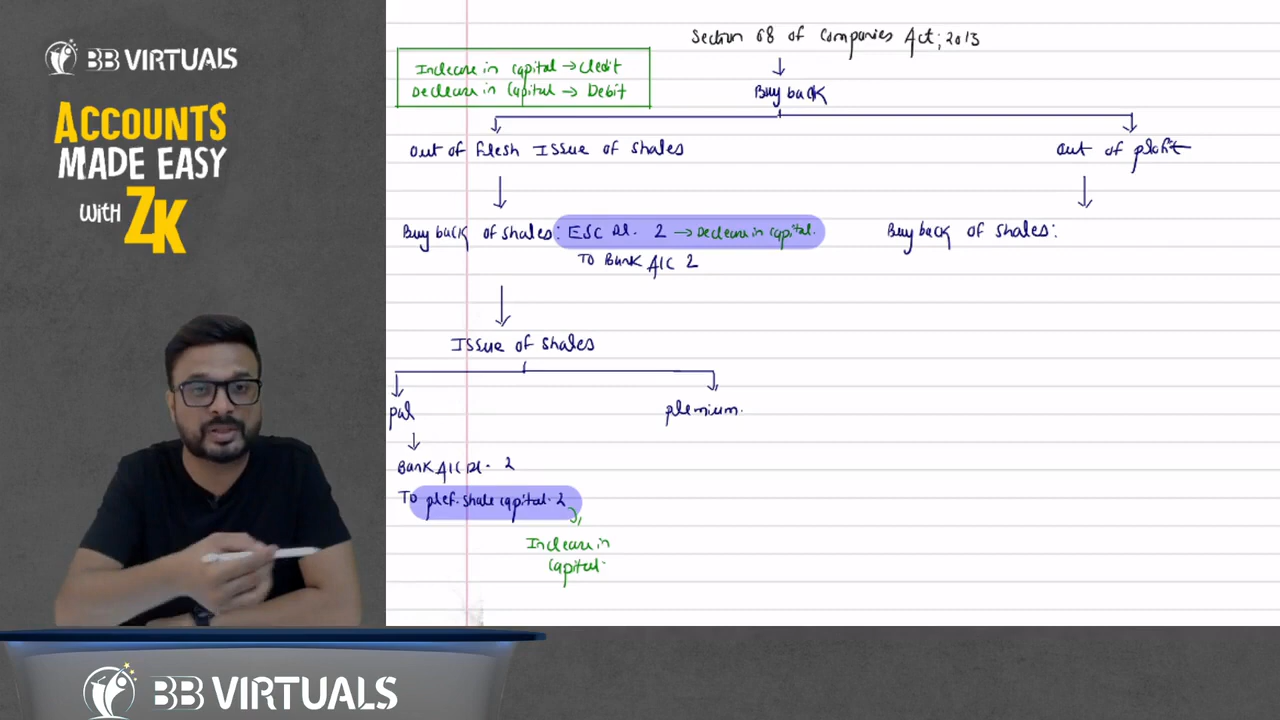 BB VIRTUALS
ACCOUNTS
MADE EASY
WITH ZK
Section 68 of Companies Act, 2013
Increase in capital → Credit
Decrease in Capital → Debit
Buy back
Out of Fresh Issue of shares
out of profit
Buy back of shares: ESC Dr. 2 → Decrease in capital.
To Bank A/C 2
Buy back of shares:
Issue of shares
par
premium.
Bank A/C Dr. 2
To pref. share capital. 2
Increase in
capital.
BB VIRTUALS